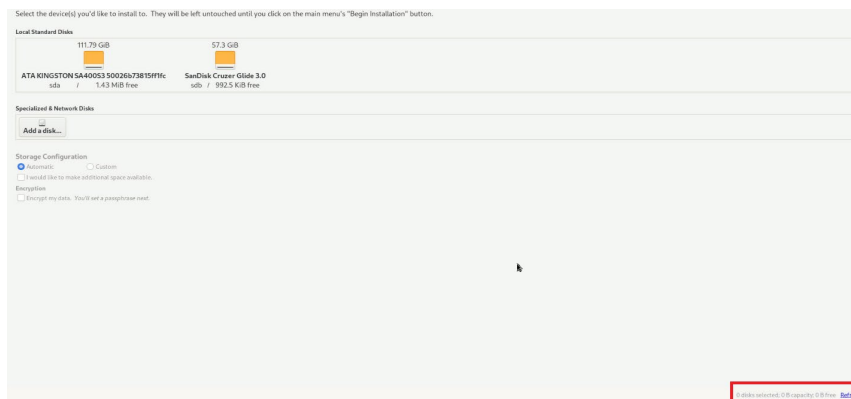 Select the device(s) you'd like to install to. They will be left untouched until you click on the main menu's "Begin Installation" button.
Local Standard Disks
111.79 GiB 57.3 GiB
ATA KINGSTON SA400S3 50026b73815ff1fc SanDisk Cruzer Glide 3.0
sda / 1.43 MiB free sdb / 992.5 KiB free
Specialized & Network Disks
Add a disk...
Storage Configuration
Automatic Custom
I would like to make additional space available.
Encryption
Encrypt my data. You'll set a passphrase next.
0 disks selected; 0 B capacity; 0 B free Refr